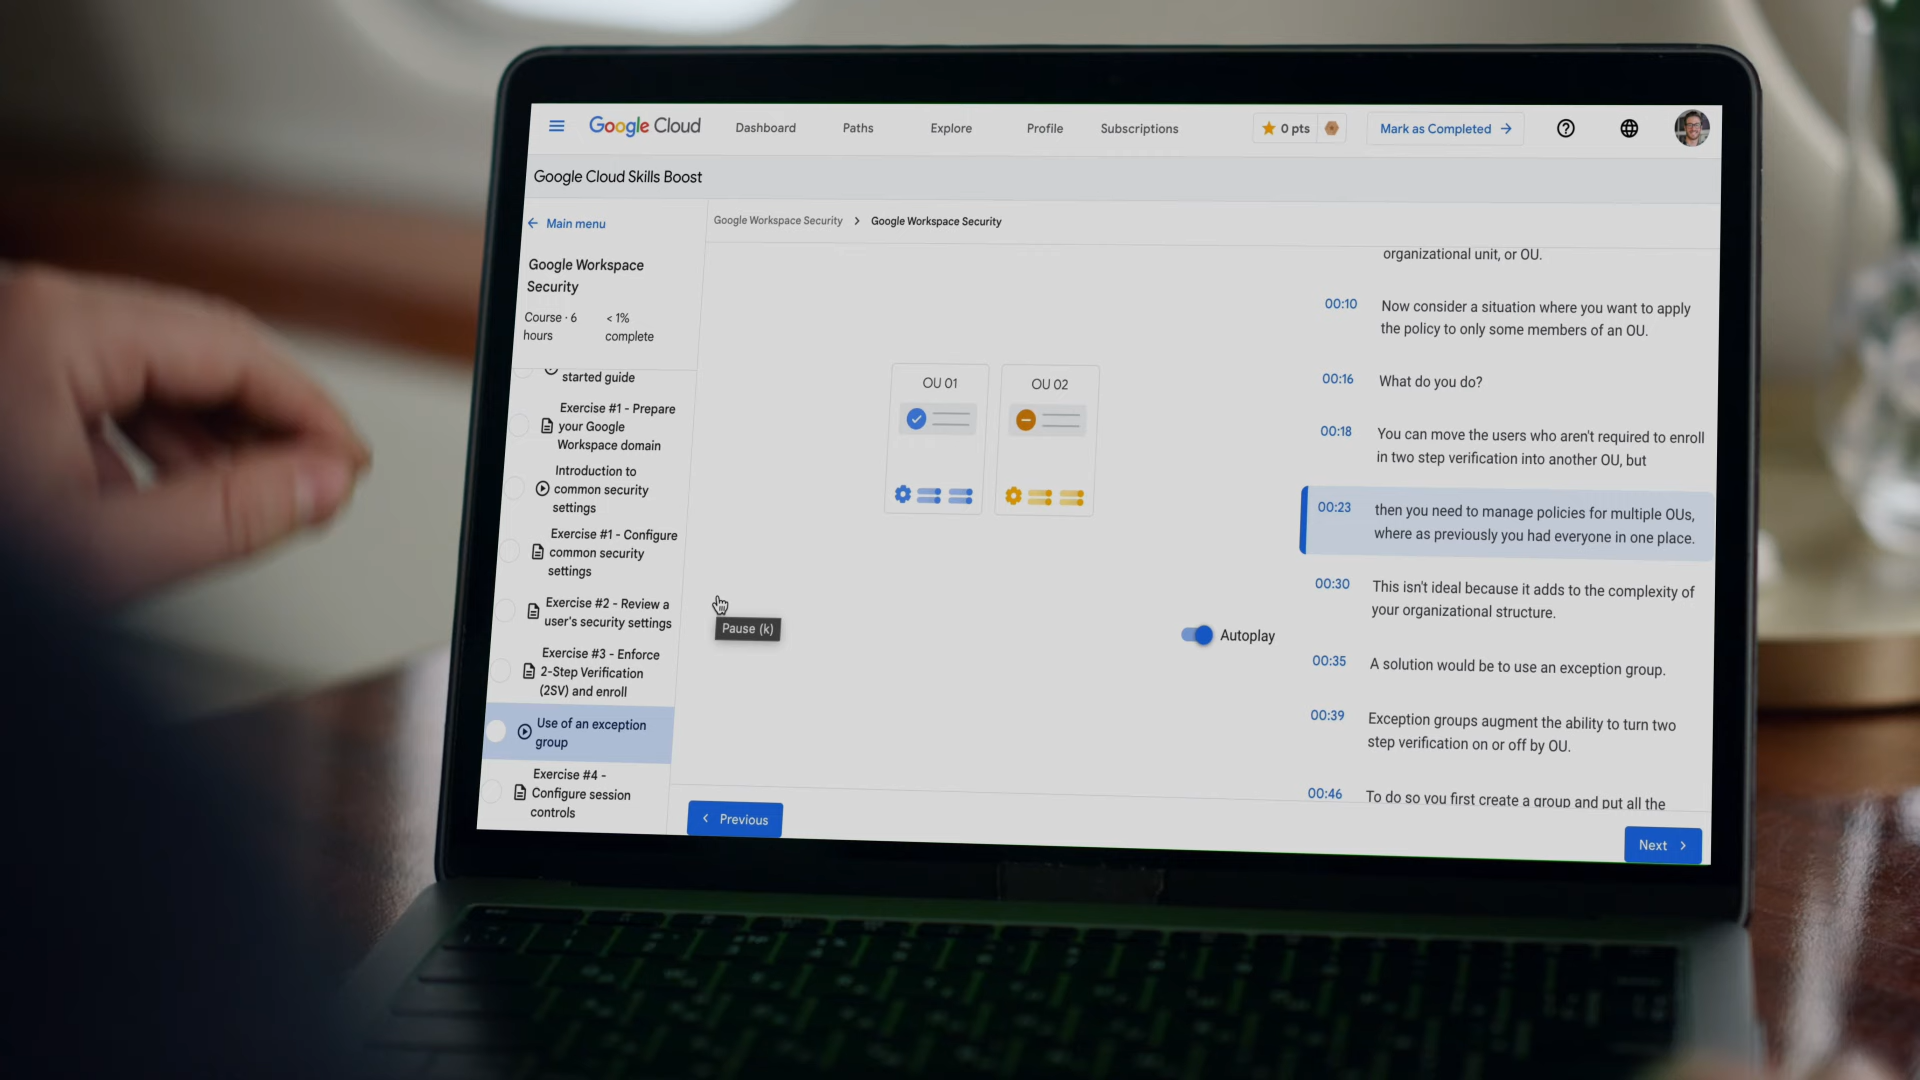 Google Cloud
Dashboard
Paths
Explore
Profile
Subscriptions
0 pts
Mark as Completed
Google Cloud Skills Boost
Main menu
Google Workspace
Security
Course · 6
hours
< 1%
complete
started guide
Exercise #1 - Prepare
your Google
Workspace domain
Introduction to
common security
settings
Exercise #1 - Configure
common security
settings
Exercise #2 - Review a
user's security settings
Exercise #3 - Enforce
2-Step Verification
(2SV) and enroll
Use of an exception
group
Exercise #4 -
Configure session
controls
Google Workspace Security > Google Workspace Security
OU 01
OU 02
Pause (k)
Autoplay
organizational unit, or OU.
00:10 Now consider a situation where you want to apply
the policy to only some members of an OU.
00:16 What do you do?
00:18 You can move the users who aren't required to enroll
in two step verification into another OU, but
00:23 then you need to manage policies for multiple OUs,
where as previously you had everyone in one place.
00:30 This isn't ideal because it adds to the complexity of
your organizational structure.
00:35 A solution would be to use an exception group.
00:39 Exception groups augment the ability to turn two
step verification on or off by OU.
00:46 To do so you first create a group and put all the
Previous
Next